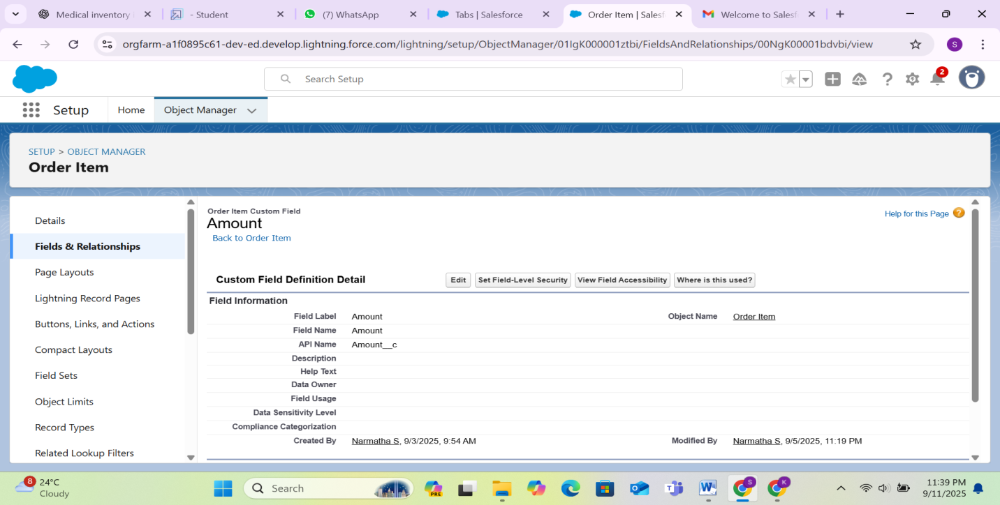 Medical inventory
- Student
(7) WhatsApp
Tabs | Salesforce
Order Item | Salesf
Welcome to Salesf
orgfarm-a1f0895c61-dev-ed.develop.lightning.force.com/lightning/setup/ObjectManager/01IgK000001ztbi/FieldsAndRelationships/00NgK00001bdvbi/view
S
Search Setup
2
Setup
Home
Object Manager
SETUP > OBJECT MANAGER
Order Item
Details
Fields & Relationships
Page Layouts
Lightning Record Pages
Buttons, Links, and Actions
Compact Layouts
Field Sets
Object Limits
Record Types
Related Lookup Filters
Order Item Custom Field
Amount
Back to Order Item
Help for this Page ?
Custom Field Definition Detail
Edit
Set Field-Level Security
View Field Accessibility
Where is this used?
Field Information
Field Label Amount Object Name Order Item
Field Name Amount
API Name Amount__c
Description
Help Text
Data Owner
Field Usage
Data Sensitivity Level
Compliance Categorization
Created By Narmatha S, 9/3/2025, 9:54 AM Modified By Narmatha S, 9/5/2025, 11:19 PM
8
24°C
Cloudy
Search
PRE
T
W
S
K
11:39 PM
9/11/2025